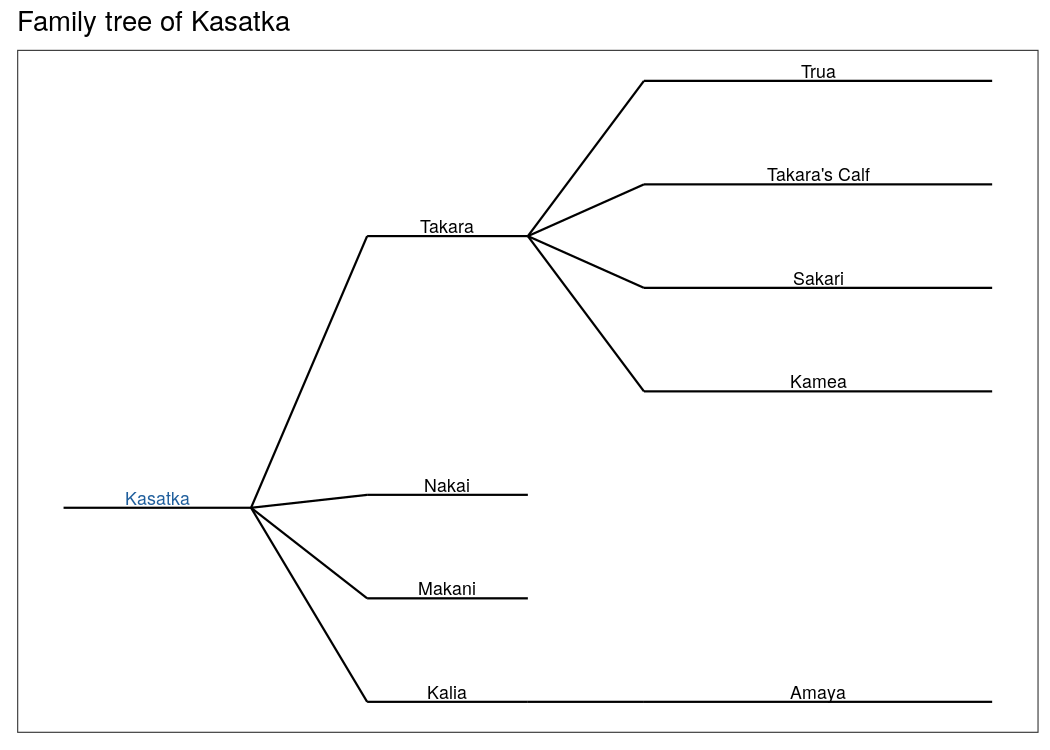 Family tree of Kasatka
Trua
Takara's Calf
Takara
Sakari
Kamea
Nakai
Kasatka
Makani
Kalia
Amaya